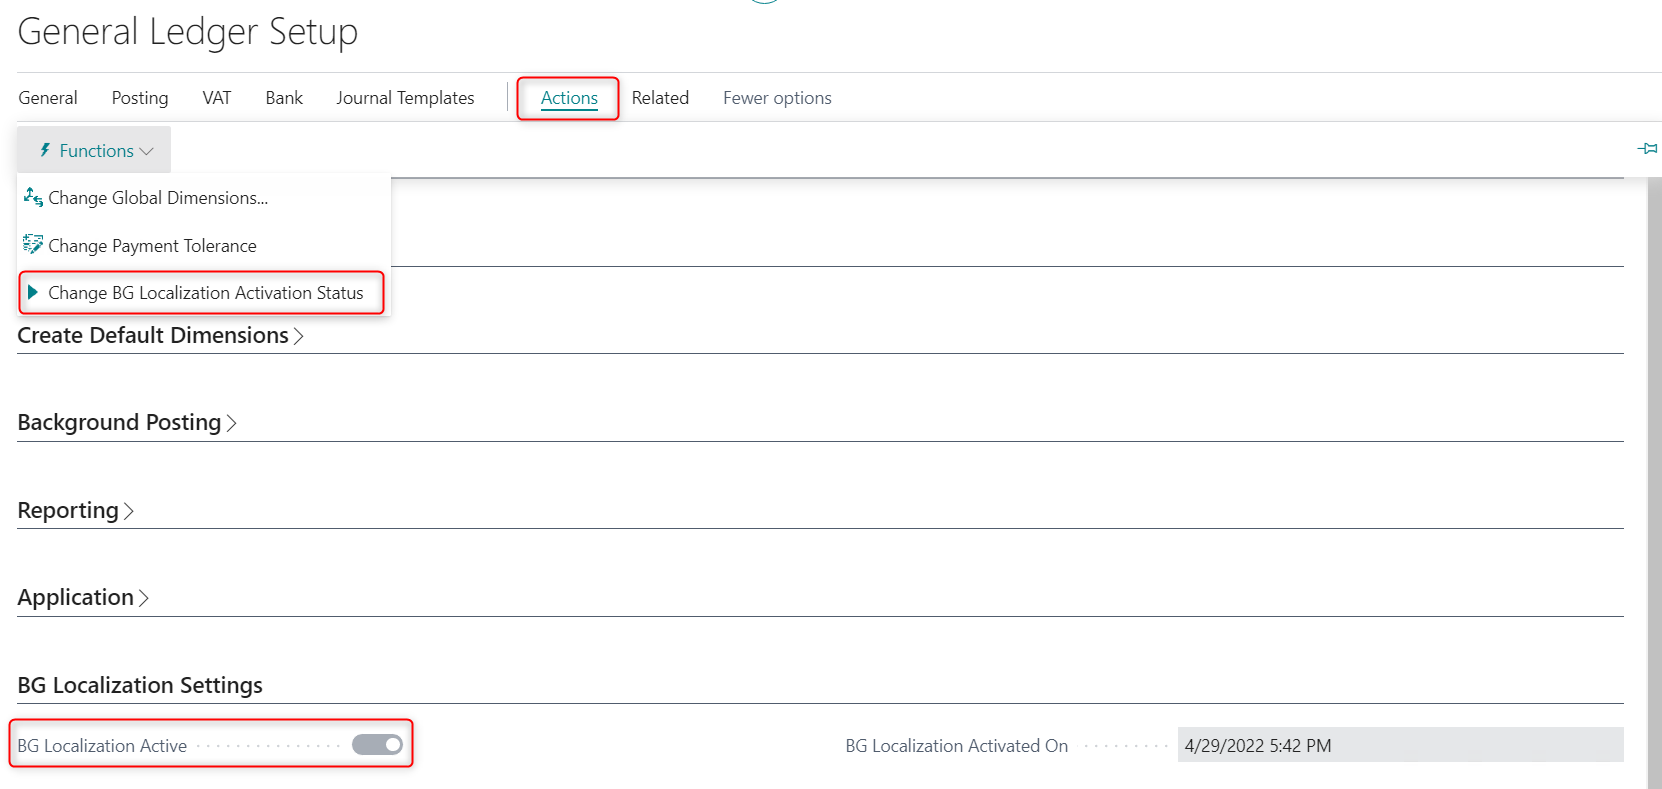 General Ledger Setup
General Posting VAT Bank Journal Templates Actions Related Fewer options
Functions
Change Global Dimensions...
Change Payment Tolerance
Change BG Localization Activation Status
Create Default Dimensions
Background Posting
Reporting
Application
BG Localization Settings
BG Localization Active BG Localization Activated On 4/29/2022 5:42 PM